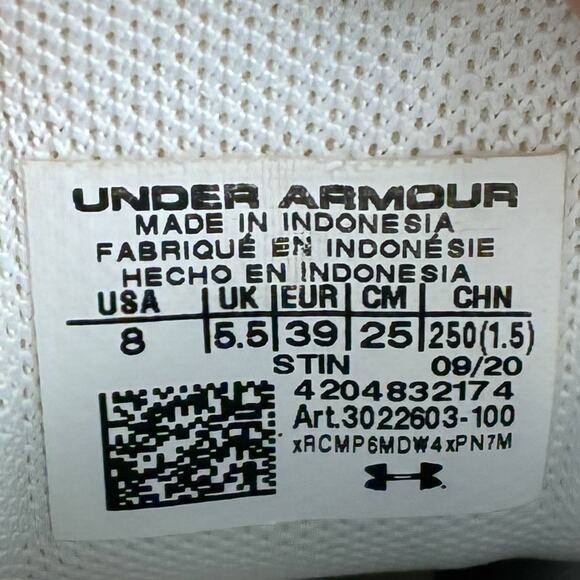 UNDER ARMOUR
MADE IN INDONESIA
FABRIQUÉ EN INDONÉSIE
HECHO EN INDONESIA
USA UK EUR CM CHN
8 5.5 39 25 250(1.5)
STIN 09/20
4204832174
Art.3022603-100
xRCMP6MDW4xPN7M